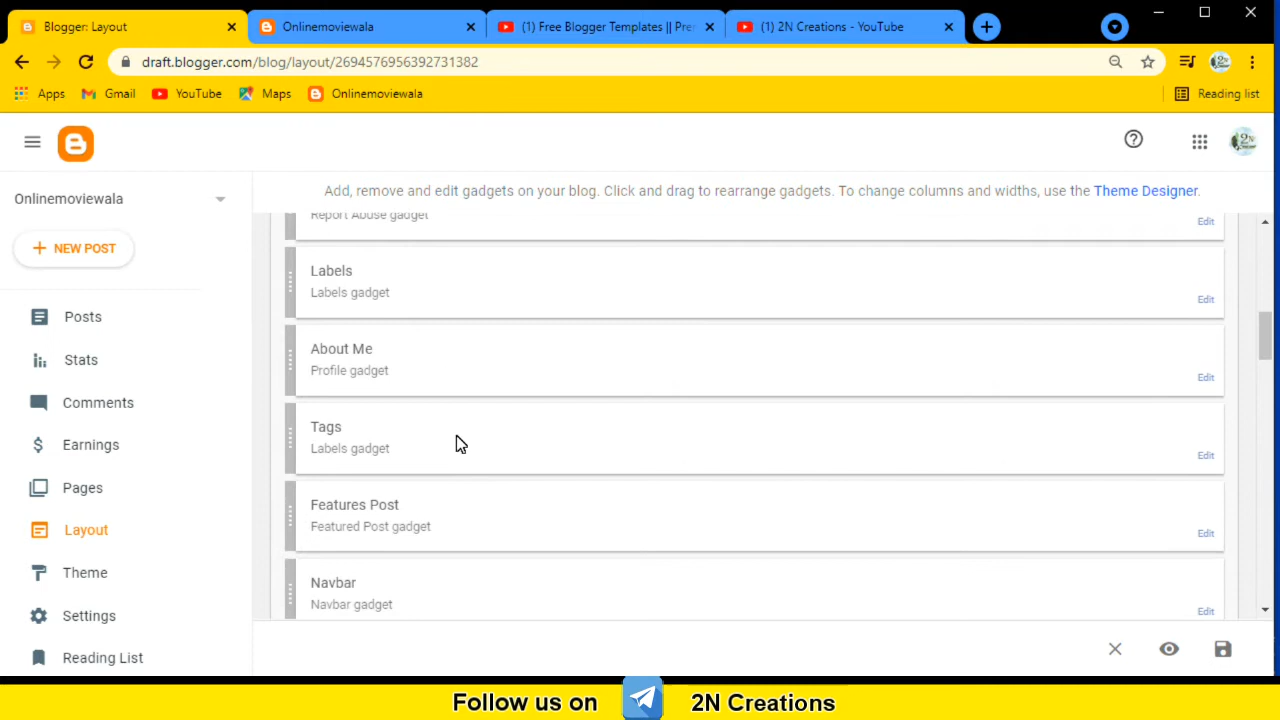 Blogger: Layout
Onlinemoviewala
(1) Free Blogger Templates || Pre
(1) 2N Creations - YouTube
draft.blogger.com/blog/layout/2694576956392731382
Apps
Gmail
YouTube
Maps
Onlinemoviewala
Reading list
Add, remove and edit gadgets on your blog. Click and drag to rearrange gadgets. To change columns and widths, use the Theme Designer.
Onlinemoviewala
NEW POST
Posts
Stats
Comments
Earnings
Pages
Layout
Theme
Settings
Reading List
Report Abuse gadget
Edit
Labels
Labels gadget
Edit
About Me
Profile gadget
Edit
Tags
Labels gadget
Edit
Features Post
Featured Post gadget
Edit
Navbar
Navbar gadget
Edit
Follow us on 2N Creations